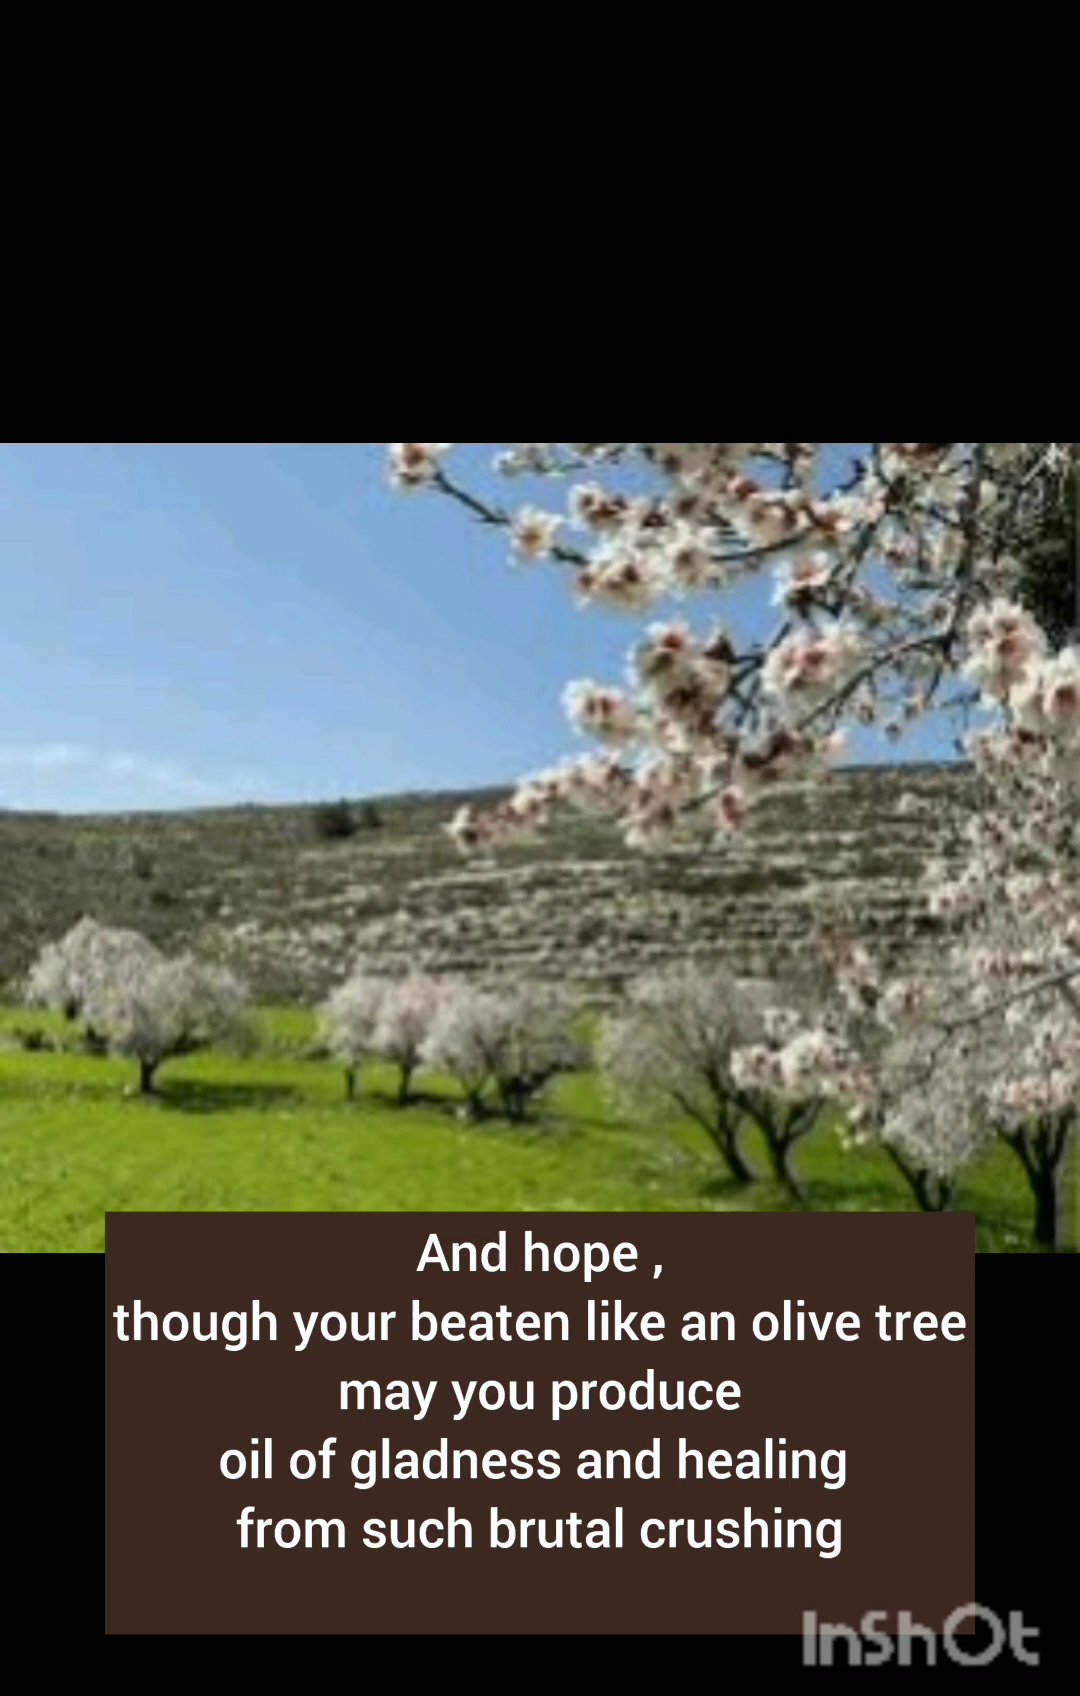 And hope ,
though your beaten like an olive tree
may you produce
oil of gladness and healing
from such brutal crushing
InShOt